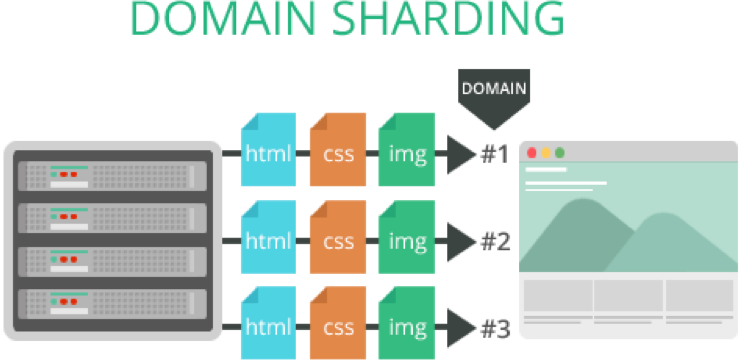 DOMAIN SHARDING
DOMAIN
html css img #1
html css img #2
html css img #3